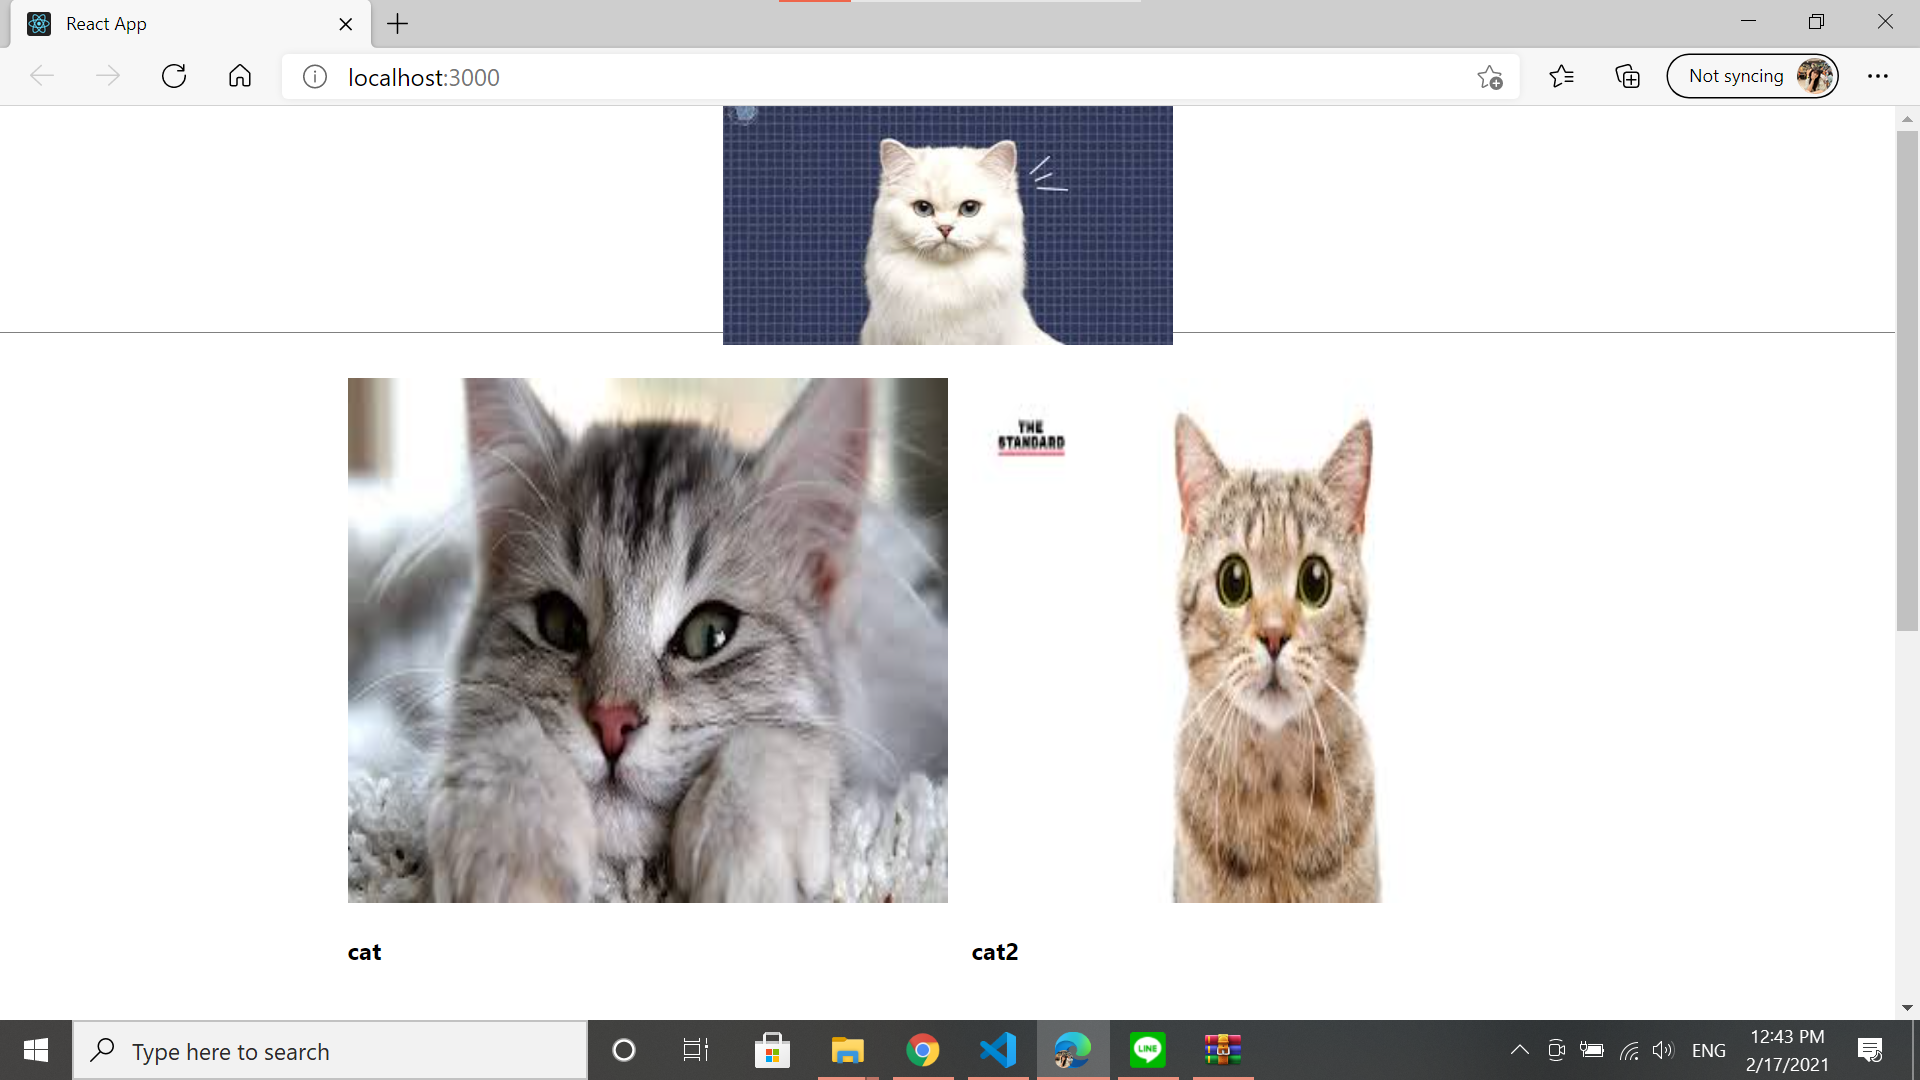 React App
localhost:3000
Not syncing
THE
STANDARD
cat
cat2
Type here to search
LINE
ENG
12:43 PM
2/17/2021